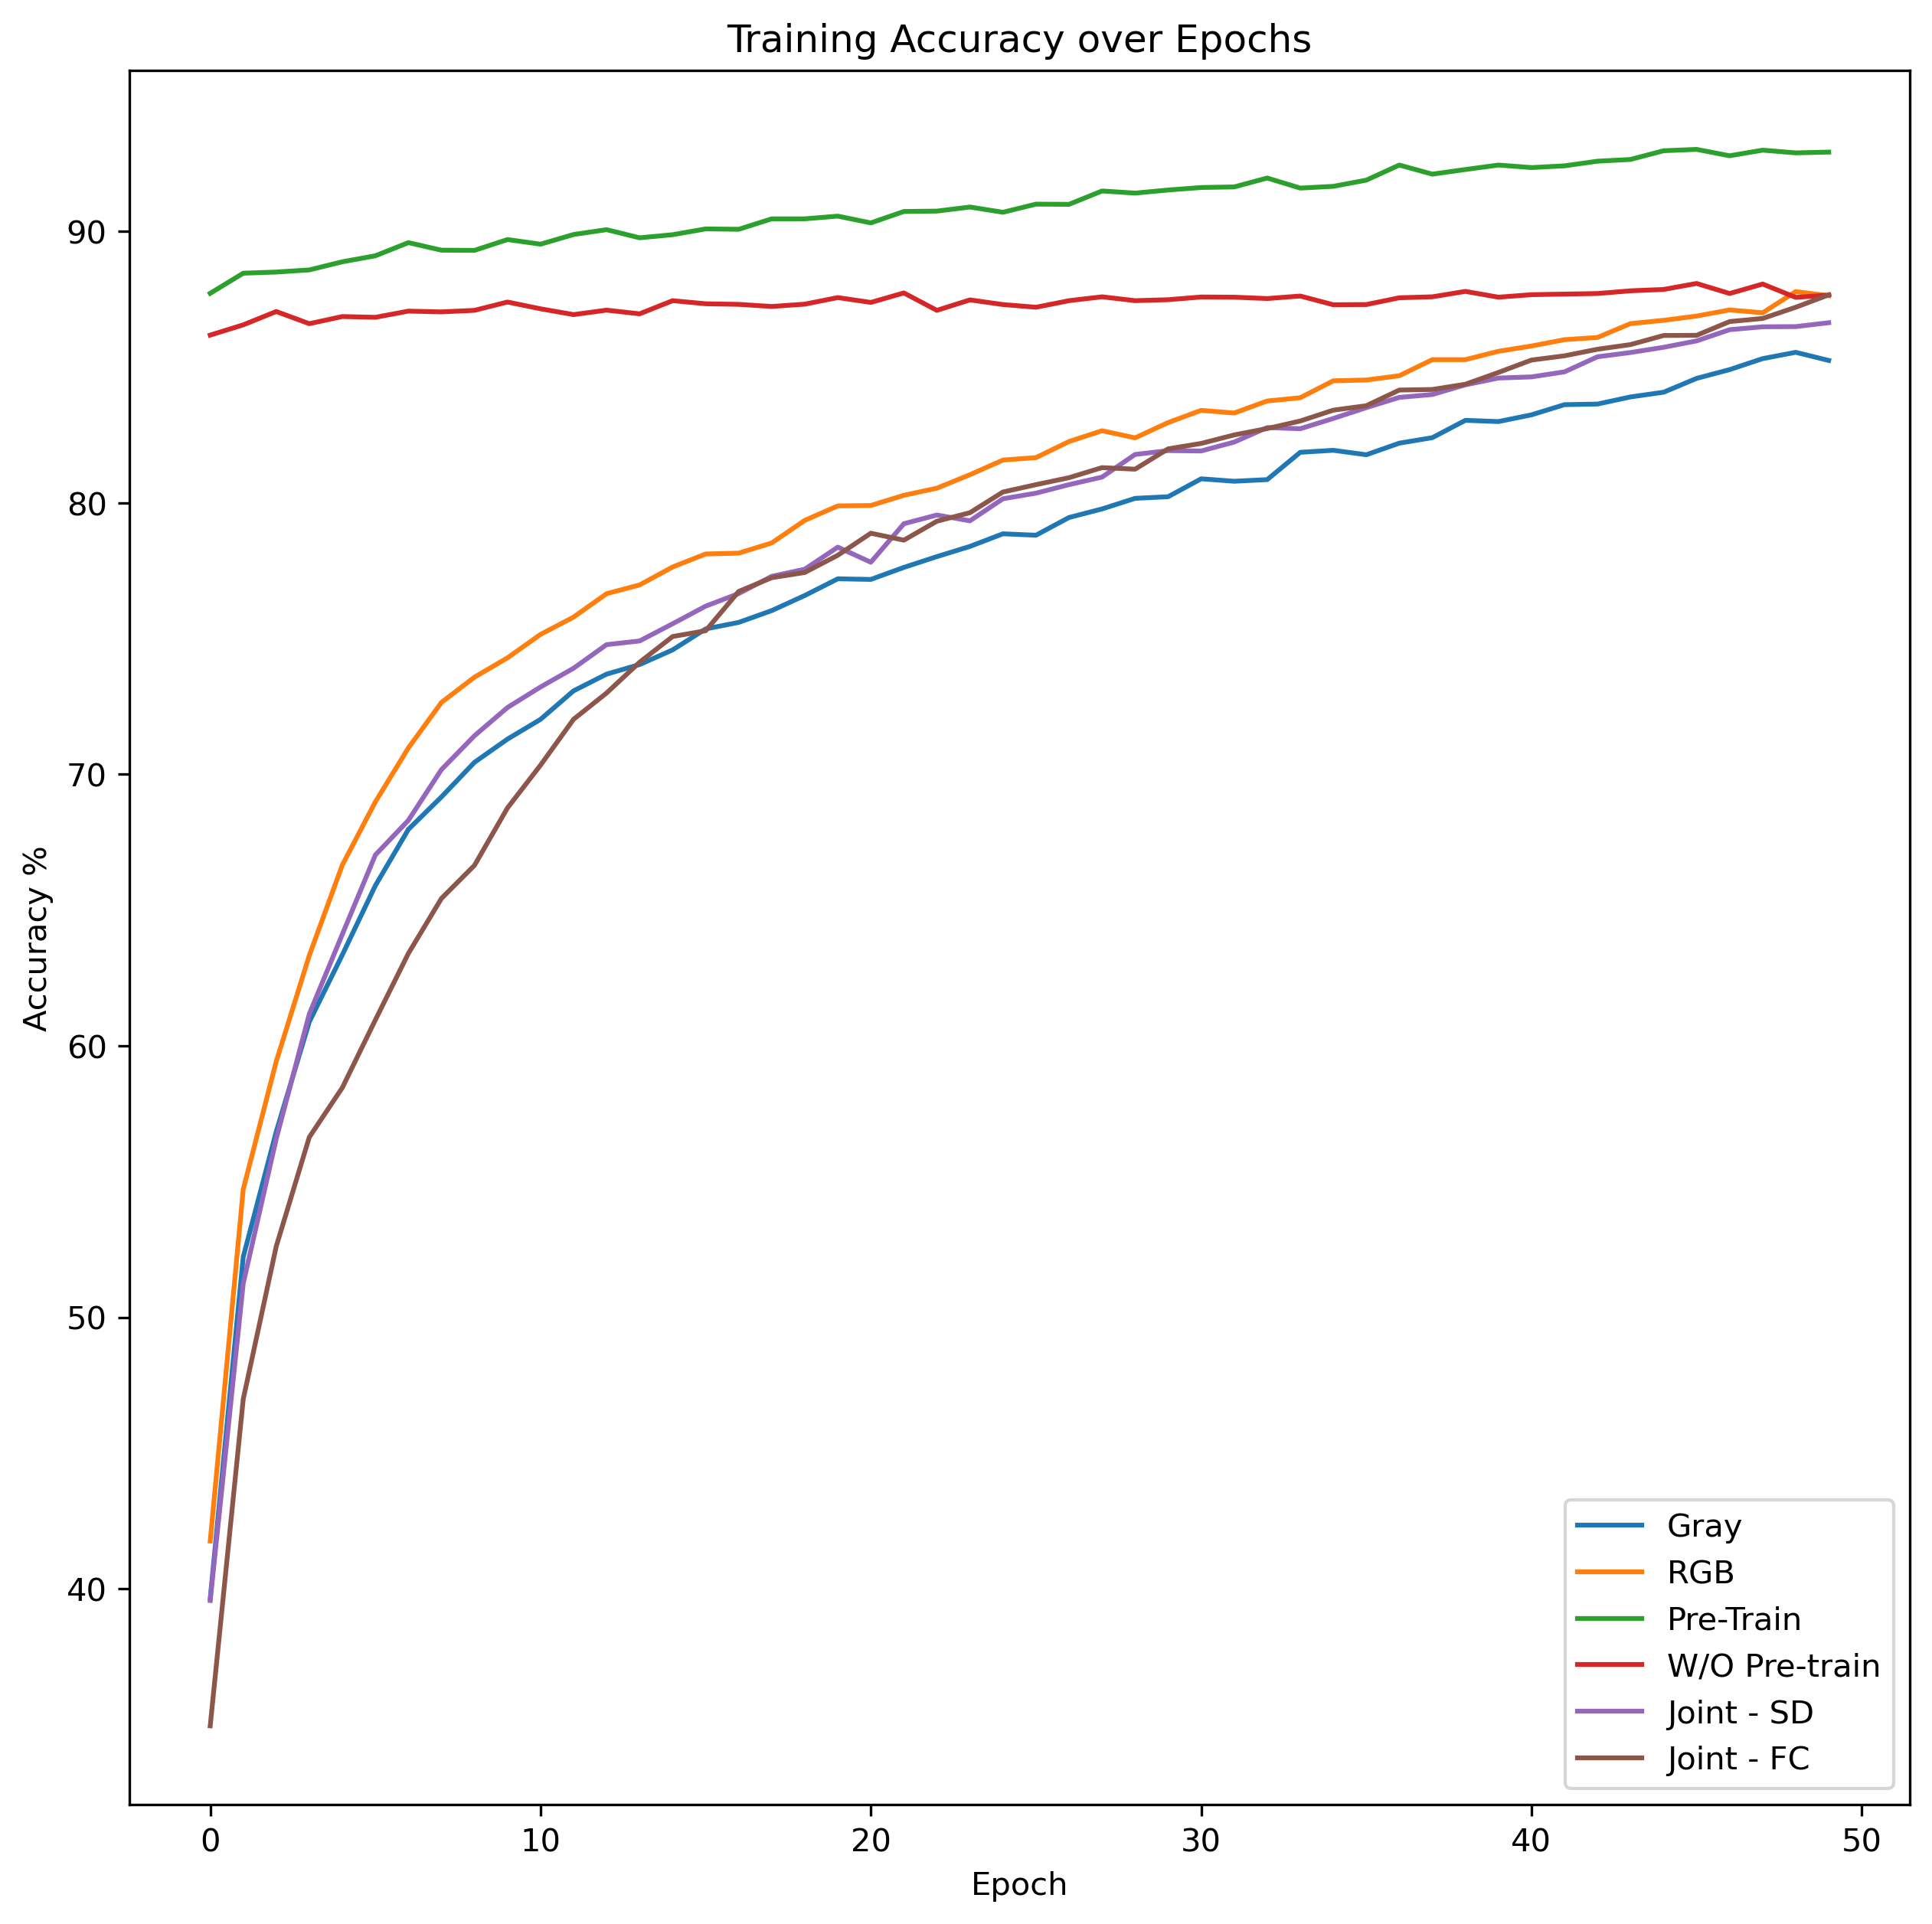 Training Accuracy over Epochs
Accuracy %
90
80
70
60
50
40
0 10 20 30 40 50
Epoch
Gray
RGB
Pre-Train
W/O Pre-train
Joint - SD
Joint - FC